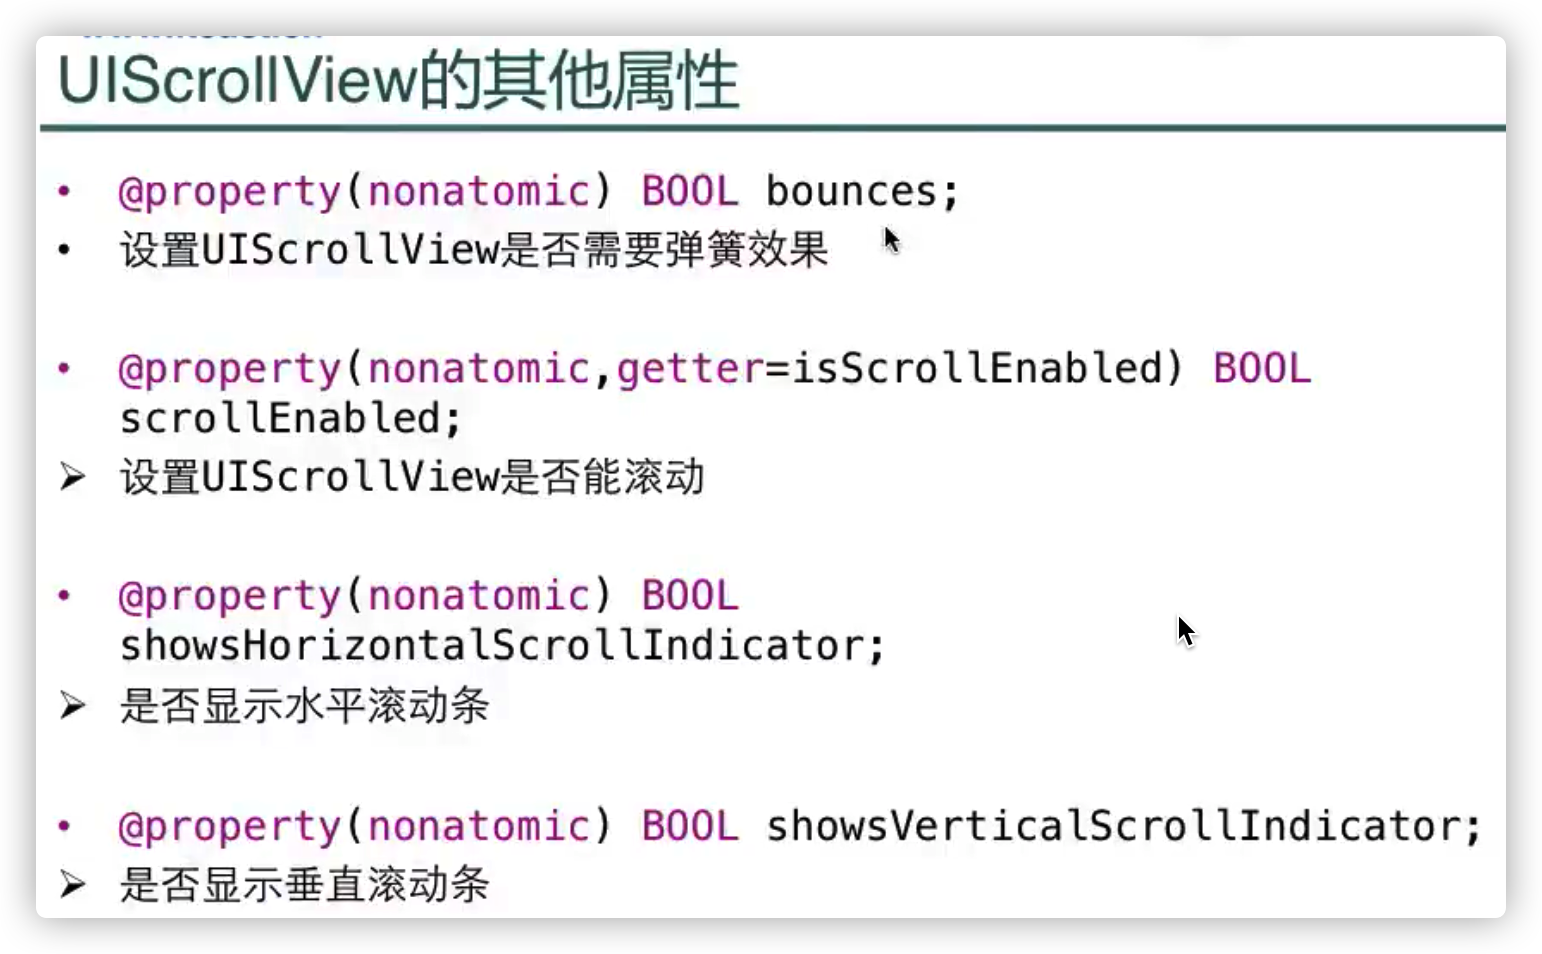 UIScrollView的其他属性
• @property(nonatomic) BOOL bounces;
• 设置UIScrollView是否需要弹簧效果
• @property(nonatomic,getter=isScrollEnabled) BOOL
scrollEnabled;
➢ 设置UIScrollView是否能滚动
• @property(nonatomic) BOOL
showsHorizontalScrollIndicator;
➢ 是否显示水平滚动条
• @property(nonatomic) BOOL showsVerticalScrollIndicator;
➢ 是否显示垂直滚动条